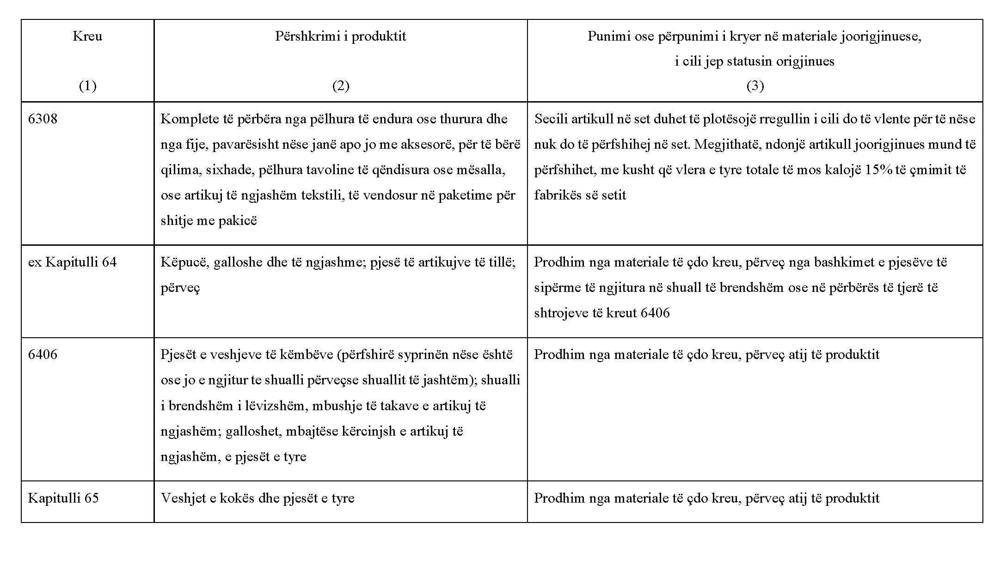 Kreu
(1)
Përshkrimi i produktit
(2)
Punimi ose përpunimi i kryer në materiale joorigjinuese,
i cili jep statusin origjinues
(3)
6308
Komplete të përbëra nga pëlhura të endura ose thurura dhe
nga fije, pavarësisht nëse janë apo jo me aksesorë, për të bërë
qilima, sixhade, pëlhura tavoline të qëndisura ose mësalla,
ose artikuj të ngjashëm tekstili, të vendosur në paketime për
shitje me pakicë
Secili artikull në set duhet të plotësojë rregullin i cili do të vlente për të nëse
nuk do të përfshihej në set. Megjithatë, ndonjë artikull joorigjinues mund të
përfshihet, me kusht që vlera e tyre totale të mos kalojë 15% të çmimit të
fabrikës së setit
ex Kapitulli 64
Këpucë, galloshe dhe të ngjashme; pjesë të artikujve të tillë;
përveç
Prodhim nga materiale të çdo kreu, përveç nga bashkimet e pjesëve të
sipërme të ngjitura në shuall të brendshëm ose në përbërës të tjerë të
shtrojeve të kreut 6406
6406
Pjesët e veshjeve të këmbëve (përfshirë syprinën nëse është
ose jo e ngjitur te shualli përveçse shuallit të jashtëm); shualli
i brendshëm i lëvizshëm, mbushje të takave e artikuj të
ngjashëm; galloshet, mbajtëse kërcinjsh e artikuj të
ngjashëm, e pjesët e tyre
Prodhim nga materiale të çdo kreu, përveç atij të produktit
Kapitulli 65
Veshjet e kokës dhe pjesët e tyre
Prodhim nga materiale të çdo kreu, përveç atij të produktit